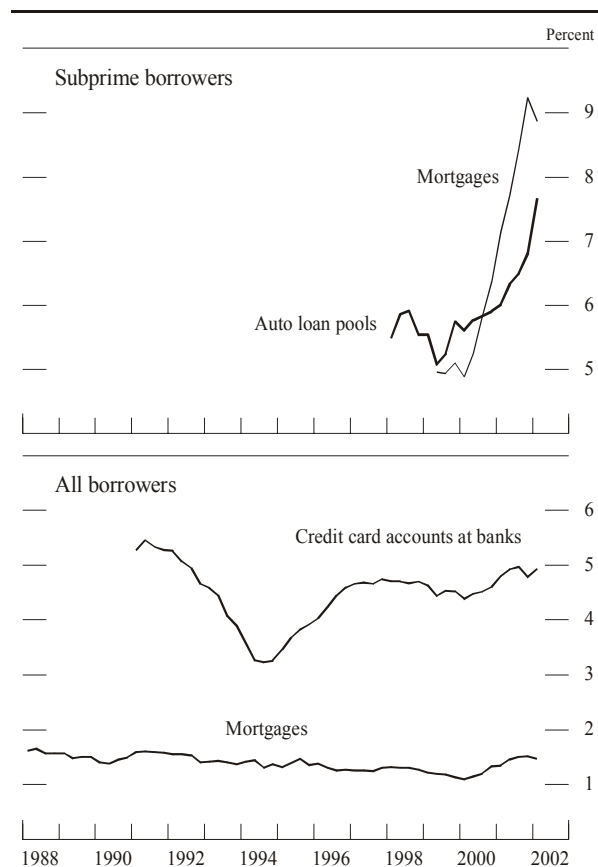 Percent
Subprime borrowers
9
Mortgages
8
7
Auto loan pools
6
5
All borrowers
6
Credit card accounts at banks
5
4
3
Mortgages
2
1
1988 1990 1992 1994 1996 1998 2000 2002